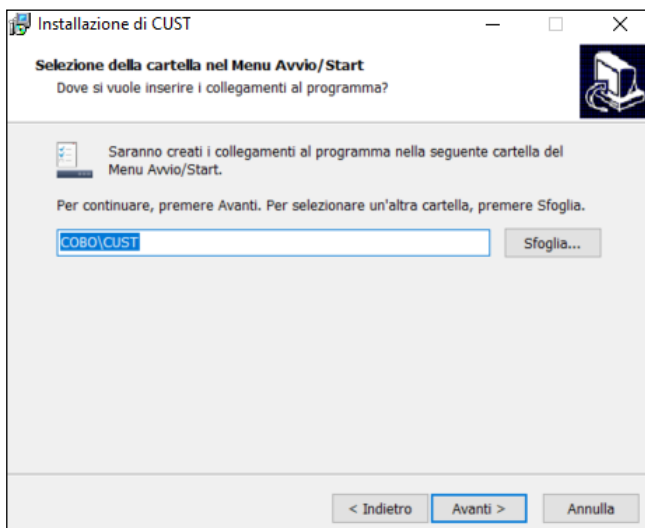 Installazione di CUST
Selezione della cartella nel Menu Avvio/Start
Dove si vuole inserire i collegamenti al programma?
Saranno creati i collegamenti al programma nella seguente cartella del
Menu Avvio/Start.
Per continuare, premere Avanti. Per selezionare un'altra cartella, premere Sfoglia.
COBO\CUST
Sfoglia...
< Indietro
Avanti >
Annulla